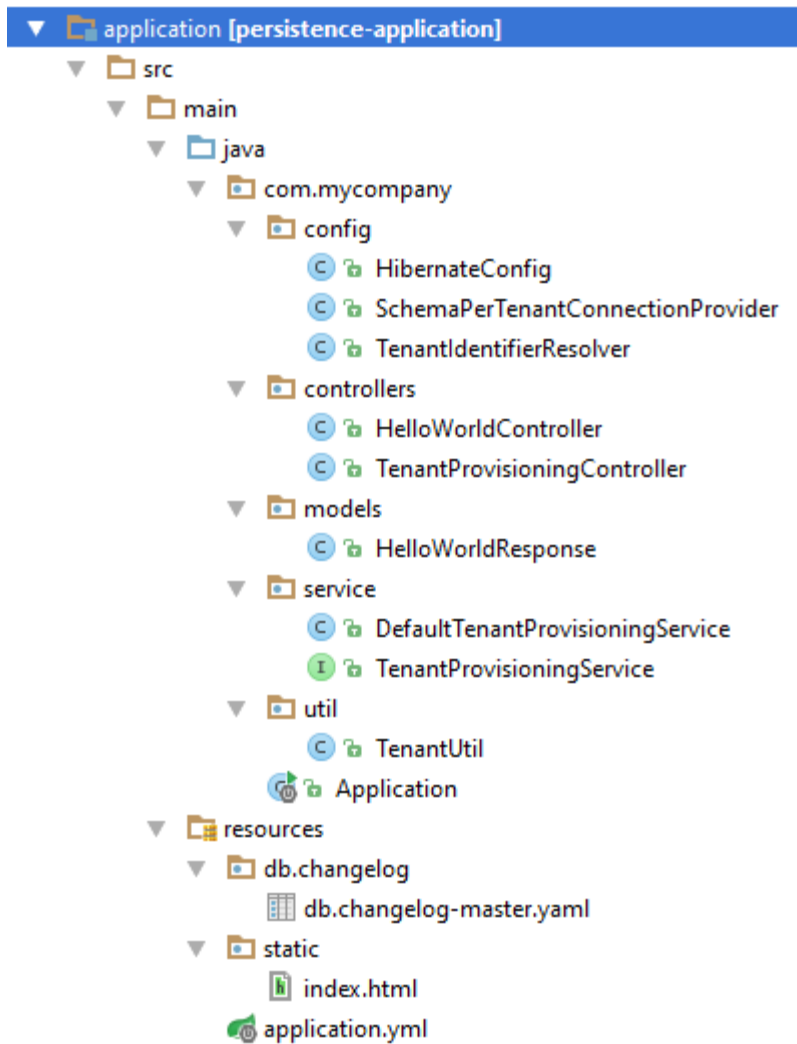 application [persistence-application]
src
main
java
com.mycompany
config
HibernateConfig
SchemaPerTenantConnectionProvider
TenantIdentifierResolver
controllers
HelloWorldController
TenantProvisioningController
models
HelloWorldResponse
service
DefaultTenantProvisioningService
TenantProvisioningService
util
TenantUtil
Application
resources
db.changelog
db.changelog-master.yaml
static
index.html
application.yml